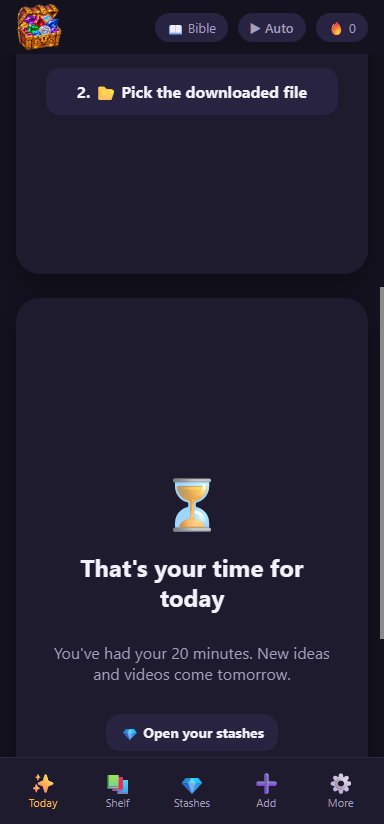 Bible
Auto
0
2. Pick the downloaded file
That's your time for
today
You've had your 20 minutes. New ideas
and videos come tomorrow.
Open your stashes
Today
Shelf
Stashes
Add
More